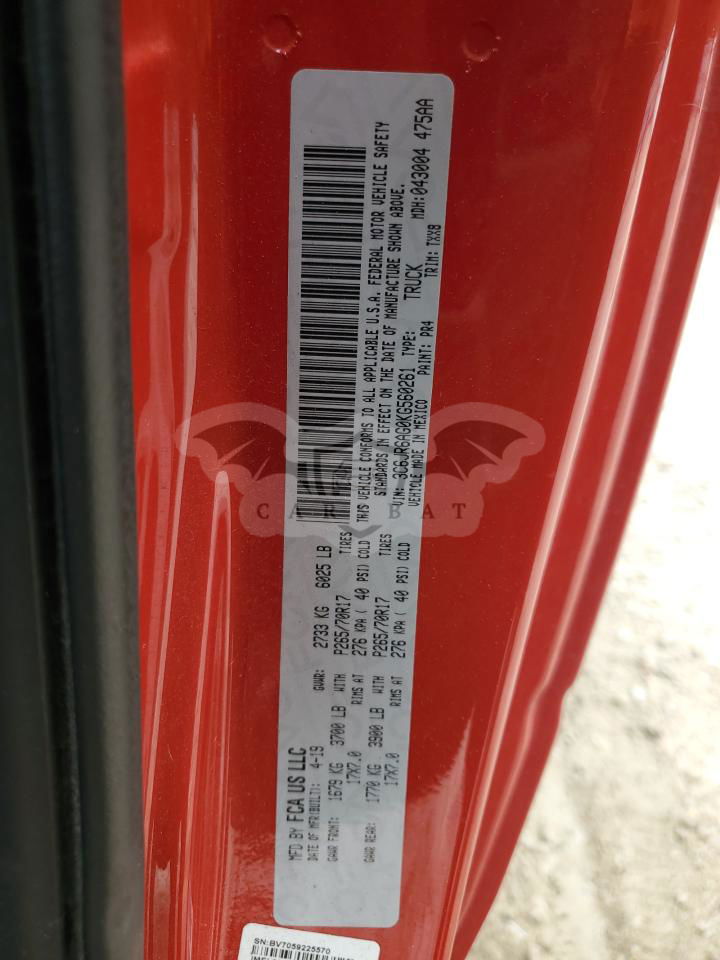 MFD BY FCA US LLC
DATE OF MFR(BUILT): 4-19 GVWR: 2733 KG 6025 LB
GAWR FRONT: 1679 KG 3700 LB WITH P265/70R17 TIRES
17X7.0 RIMS AT 276 KPA ( 40 PSI) COLD
GAWR REAR: 1770 KG 3900 LB WITH P265/70R17 TIRES
17X7.0 RIMS AT 276 KPA ( 40 PSI) COLD
THIS VEHICLE CONFORMS TO ALL APPLICABLE U.S.A. FEDERAL MOTOR VEHICLE SAFETY
STANDARDS IN EFFECT ON THE DATE OF MANUFACTURE SHOWN ABOVE.
VIN: 3C6JR6AG0KG560261 TYPE: TRUCK MDH:043004 475AA
VEHICLE MADE IN MEXICO PAINT: PR4 TRIM: TXX8
CAR BAT
SN:BV7059225570